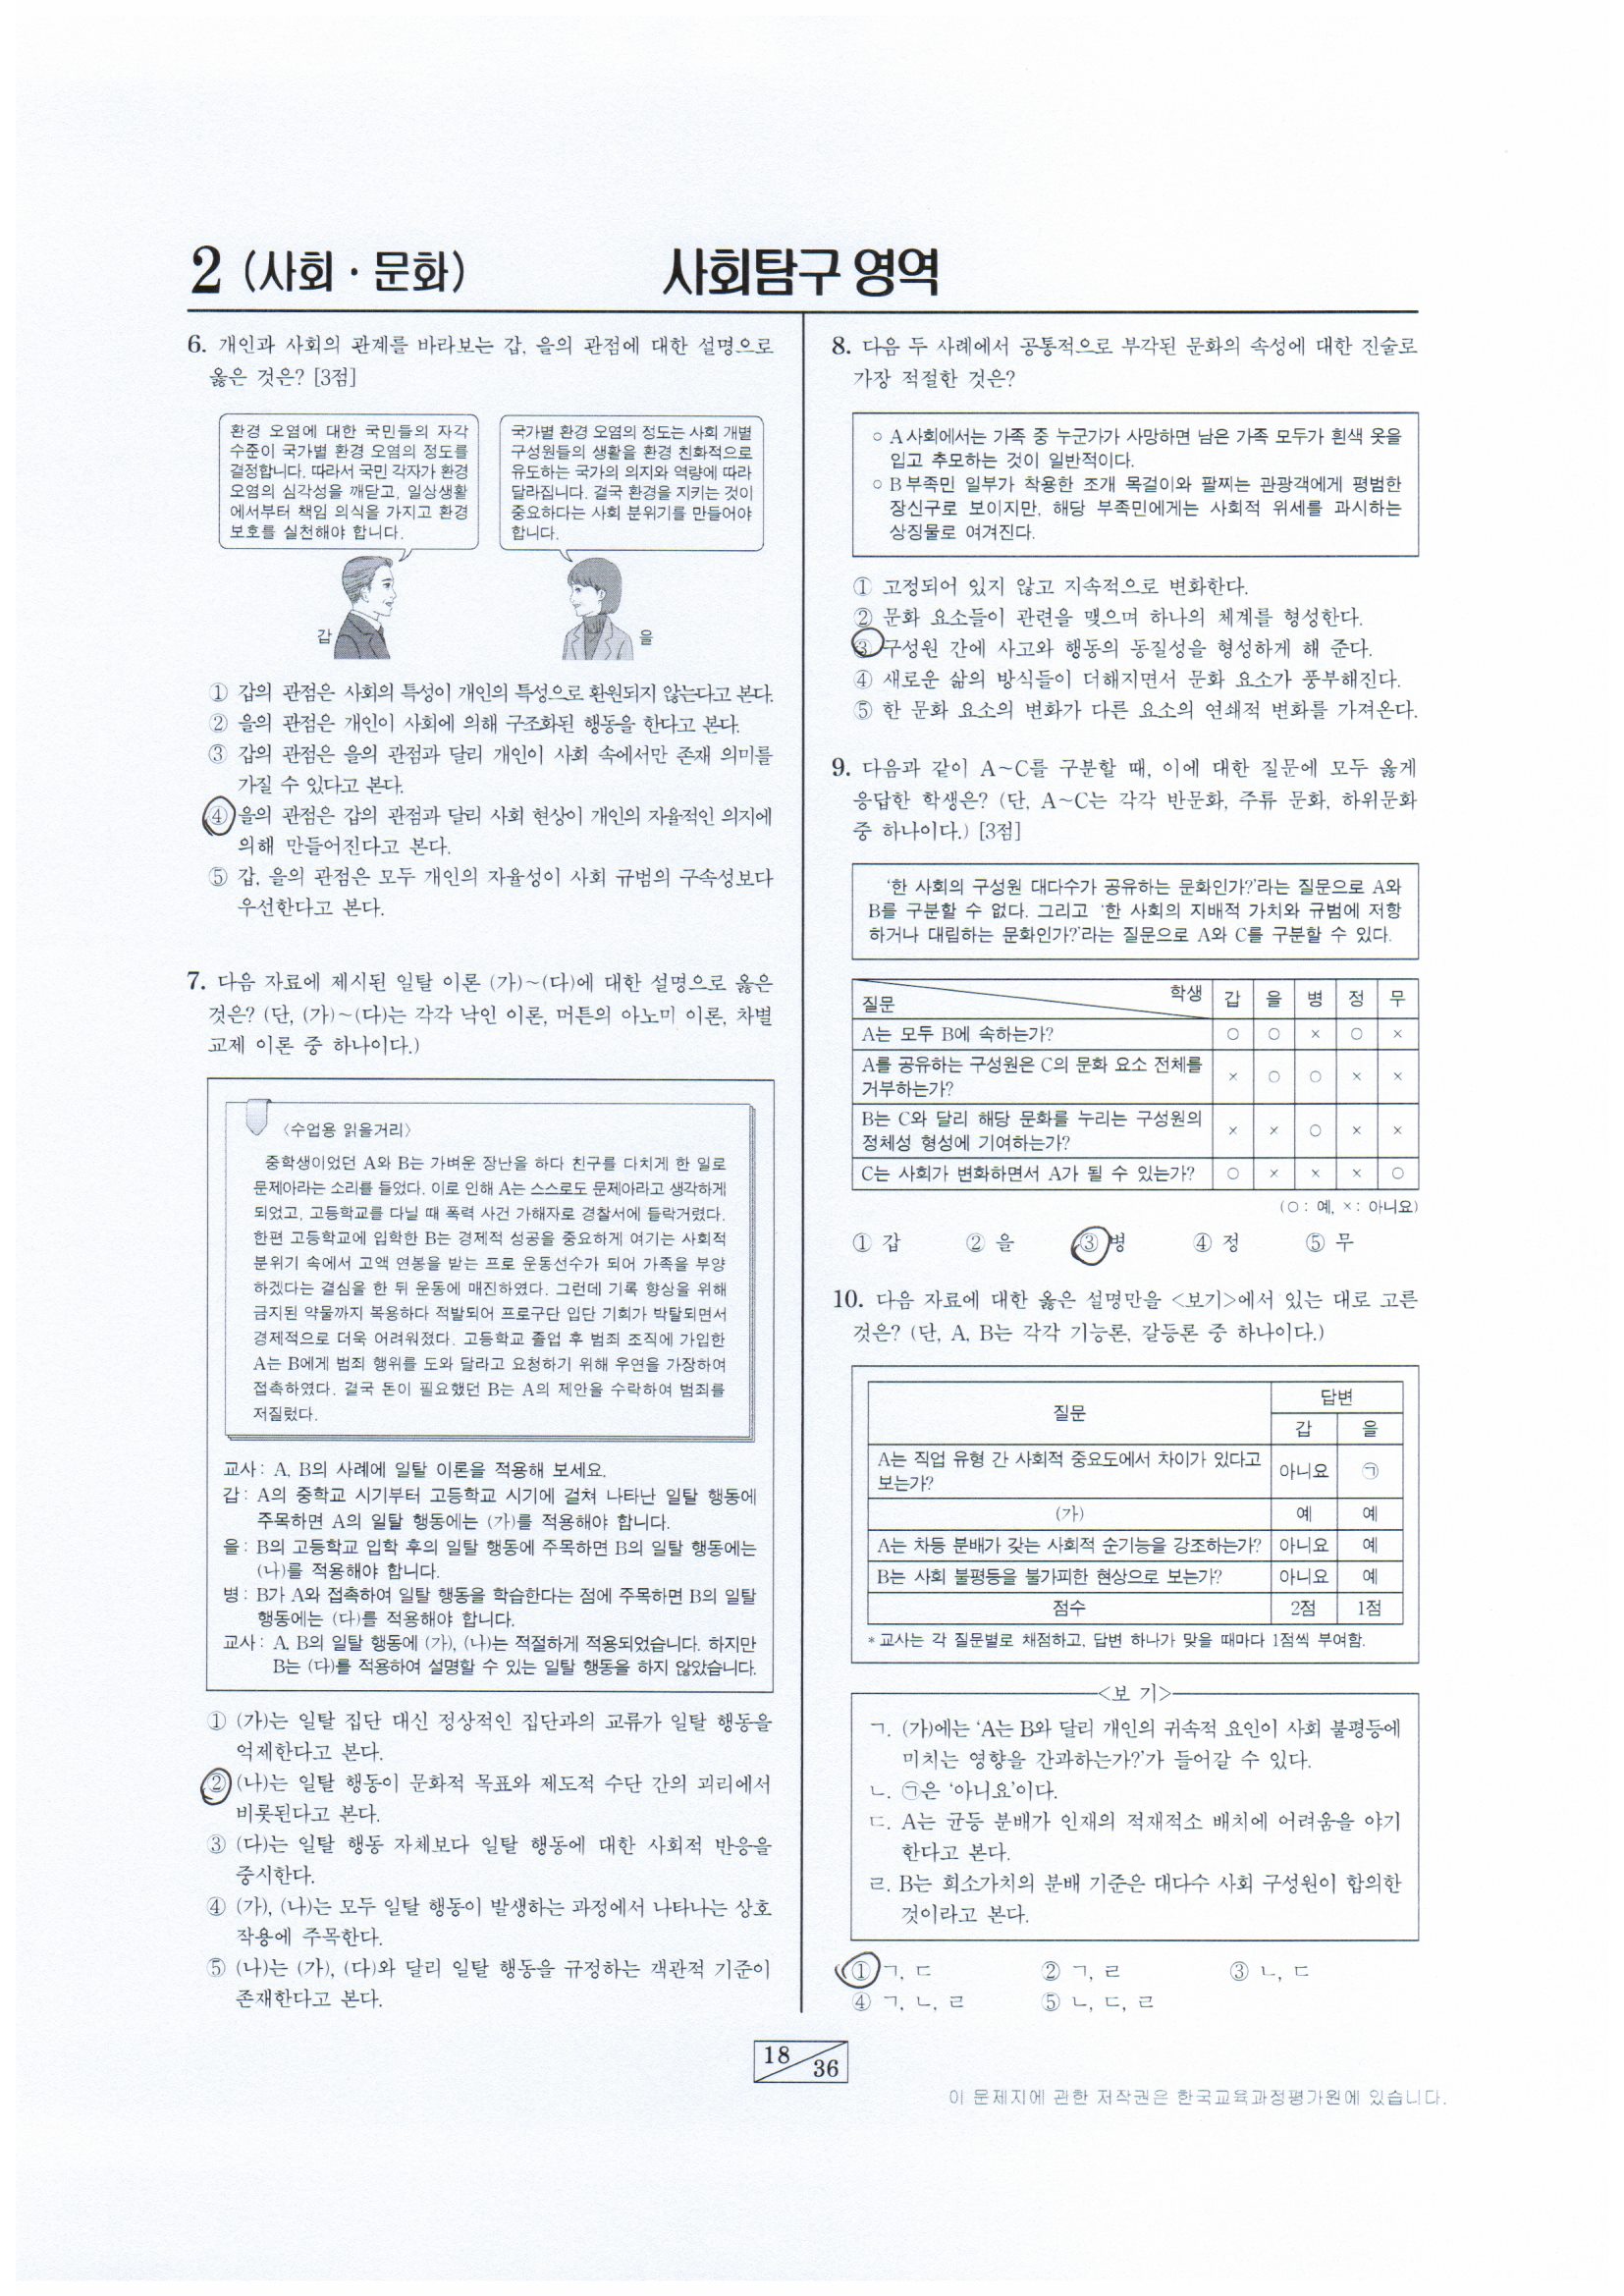 2 (사회 · 문화)
사회탐구 영역
6. 개인과 사회의 관계를 바라보는 갑, 을의 관점에 대한 설명으로
옳은 것은? [3점]
환경 오염에 대한 국민들의 자각
수준이 국가별 환경 오염의 정도를
결정합니다. 따라서 국민 각자가 환경
오염의 심각성을 깨닫고, 일상생활
에서부터 책임 의식을 가지고 환경
보호를 실천해야 합니다.
국가별 환경 오염의 정도는 사회 개별
구성원들의 생활을 환경 친화적으로
유도하는 국가의 의지와 역량에 따라
달라집니다. 결국 환경을 지키는 것이
중요하다는 사회 분위기를 만들어야
합니다.
갑
을
① 갑의 관점은 사회의 특성이 개인의 특성으로 환원되지 않는다고 본다.
② 을의 관점은 개인이 사회에 의해 구조화된 행동을 한다고 본다.
③ 갑의 관점은 을의 관점과 달리 개인이 사회 속에서만 존재 의미를
가질 수 있다고 본다.
④ 을의 관점은 갑의 관점과 달리 사회 현상이 개인의 자율적인 의지에
의해 만들어진다고 본다.
⑤ 갑, 을의 관점은 모두 개인의 자율성이 사회 규범의 구속성보다
우선한다고 본다.
7. 다음 자료에 제시된 일탈 이론 (가)~(다)에 대한 설명으로 옳은
것은? (단, (가)~(다)는 각각 낙인 이론, 머튼의 아노미 이론, 차별
교제 이론 중 하나이다.)
〈수업용 읽을거리〉
중학생이었던 A와 B는 가벼운 장난을 하다 친구를 다치게 한 일로
문제아라는 소리를 들었다. 이로 인해 A는 스스로도 문제아라고 생각하게
되었고, 고등학교를 다닐 때 폭력 사건 가해자로 경찰서에 들락거렸다.
한편 고등학교에 입학한 B는 경제적 성공을 중요하게 여기는 사회적
분위기 속에서 고액 연봉을 받는 프로 운동선수가 되어 가족을 부양
하겠다는 결심을 한 뒤 운동에 매진하였다. 그런데 기록 향상을 위해
금지된 약물까지 복용하다 적발되어 프로구단 입단 기회가 박탈되면서
경제적으로 더욱 어려워졌다. 고등학교 졸업 후 범죄 조직에 가입한
A는 B에게 범죄 행위를 도와 달라고 요청하기 위해 우연을 가장하여
접촉하였다. 결국 돈이 필요했던 B는 A의 제안을 수락하여 범죄를
저질렀다.
교사: A, B의 사례에 일탈 이론을 적용해 보세요.
갑: A의 중학교 시기부터 고등학교 시기에 걸쳐 나타난 일탈 행동에
주목하면 A의 일탈 행동에는 (가)를 적용해야 합니다.
을: B의 고등학교 입학 후의 일탈 행동에 주목하면 B의 일탈 행동에는
(나)를 적용해야 합니다.
병: B가 A와 접촉하여 일탈 행동을 학습한다는 점에 주목하면 B의 일탈
행동에는 (다)를 적용해야 합니다.
교사: A, B의 일탈 행동에 (가), (나)는 적절하게 적용되었습니다. 하지만
B는 (다)를 적용하여 설명할 수 있는 일탈 행동을 하지 않았습니다.
① (가)는 일탈 집단 대신 정상적인 집단과의 교류가 일탈 행동을
억제한다고 본다.
② (나)는 일탈 행동이 문화적 목표와 제도적 수단 간의 괴리에서
비롯된다고 본다.
③ (다)는 일탈 행동 자체보다 일탈 행동에 대한 사회적 반응을
중시한다.
④ (가), (나)는 모두 일탈 행동이 발생하는 과정에서 나타나는 상호
작용에 주목한다.
⑤ (나)는 (가), (다)와 달리 일탈 행동을 규정하는 객관적 기준이
존재한다고 본다.
8. 다음 두 사례에서 공통적으로 부각된 문화의 속성에 대한 진술로
가장 적절한 것은?
○ A사회에서는 가족 중 누군가가 사망하면 남은 가족 모두가 흰색 옷을
입고 추모하는 것이 일반적이다.
○ B부족민 일부가 착용한 조개 목걸이와 팔찌는 관광객에게 평범한
장신구로 보이지만, 해당 부족민에게는 사회적 위세를 과시하는
상징물로 여겨진다.
① 고정되어 있지 않고 지속적으로 변화한다.
② 문화 요소들이 관련을 맺으며 하나의 체계를 형성한다.
③ 구성원 간에 사고와 행동의 동질성을 형성하게 해 준다.
④ 새로운 삶의 방식들이 더해지면서 문화 요소가 풍부해진다.
⑤ 한 문화 요소의 변화가 다른 요소의 연쇄적 변화를 가져온다.
9. 다음과 같이 A~C를 구분할 때, 이에 대한 질문에 모두 옳게
응답한 학생은? (단, A~C는 각각 반문화, 주류 문화, 하위문화
중 하나이다.) [3점]
'한 사회의 구성원 대다수가 공유하는 문화인가?'라는 질문으로 A와
B를 구분할 수 없다. 그리고 '한 사회의 지배적 가치와 규범에 저항
하거나 대립하는 문화인가?'라는 질문으로 A와 C를 구분할 수 있다.
질문 학생 갑 을 병 정 무
A는 모두 B에 속하는가? ○ ○ × ○ ×
A를 공유하는 구성원은 C의 문화 요소 전체를
거부하는가? × ○ ○ × ×
B는 C와 달리 해당 문화를 누리는 구성원의
정체성 형성에 기여하는가? × × ○ × ×
C는 사회가 변화하면서 A가 될 수 있는가? ○ × × × ○
(○: 예, ×: 아니요)
① 갑 ② 을 ③ 병 ④ 정 ⑤ 무
10. 다음 자료에 대한 옳은 설명만을 <보기>에서 있는 대로 고른
것은? (단, A, B는 각각 기능론, 갈등론 중 하나이다.)
질문 답변
갑 을
A는 직업 유형 간 사회적 중요도에서 차이가 있다고
보는가? 아니요 ㉠
(가) 예 예
A는 차등 분배가 갖는 사회적 순기능을 강조하는가? 아니요 예
B는 사회 불평등을 불가피한 현상으로 보는가? 아니요 예
점수 2점 1점
* 교사는 각 질문별로 채점하고, 답변 하나가 맞을 때마다 1점씩 부여함.
<보 기>
ㄱ. (가)에는 'A는 B와 달리 개인의 귀속적 요인이 사회 불평등에
미치는 영향을 간과하는가?'가 들어갈 수 있다.
ㄴ. ㉠은 '아니요'이다.
ㄷ. A는 균등 분배가 인재의 적재적소 배치에 어려움을 야기
한다고 본다.
ㄹ. B는 희소가치의 분배 기준은 대다수 사회 구성원이 합의한
것이라고 본다.
① ㄱ, ㄷ ② ㄱ, ㄹ ③ ㄴ, ㄷ
④ ㄱ, ㄴ, ㄹ ⑤ ㄴ, ㄷ, ㄹ
18 36
이 문제지에 관한 저작권은 한국교육과정평가원에 있습니다.